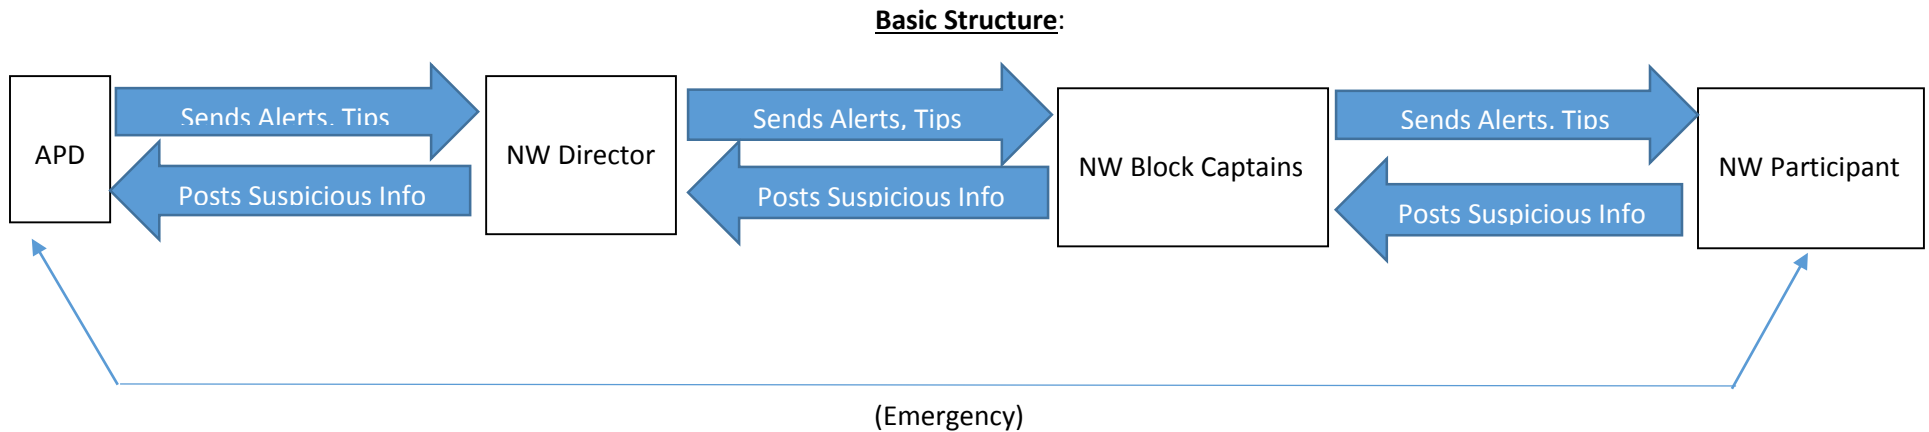 Basic Structure:
Sends Alerts, Tips
Sends Alerts, Tips
Sends Alerts, Tips
APD
NW Director
NW Block Captains
NW Participant
Posts Suspicious Info
Posts Suspicious Info
Posts Suspicious Info
(Emergency)